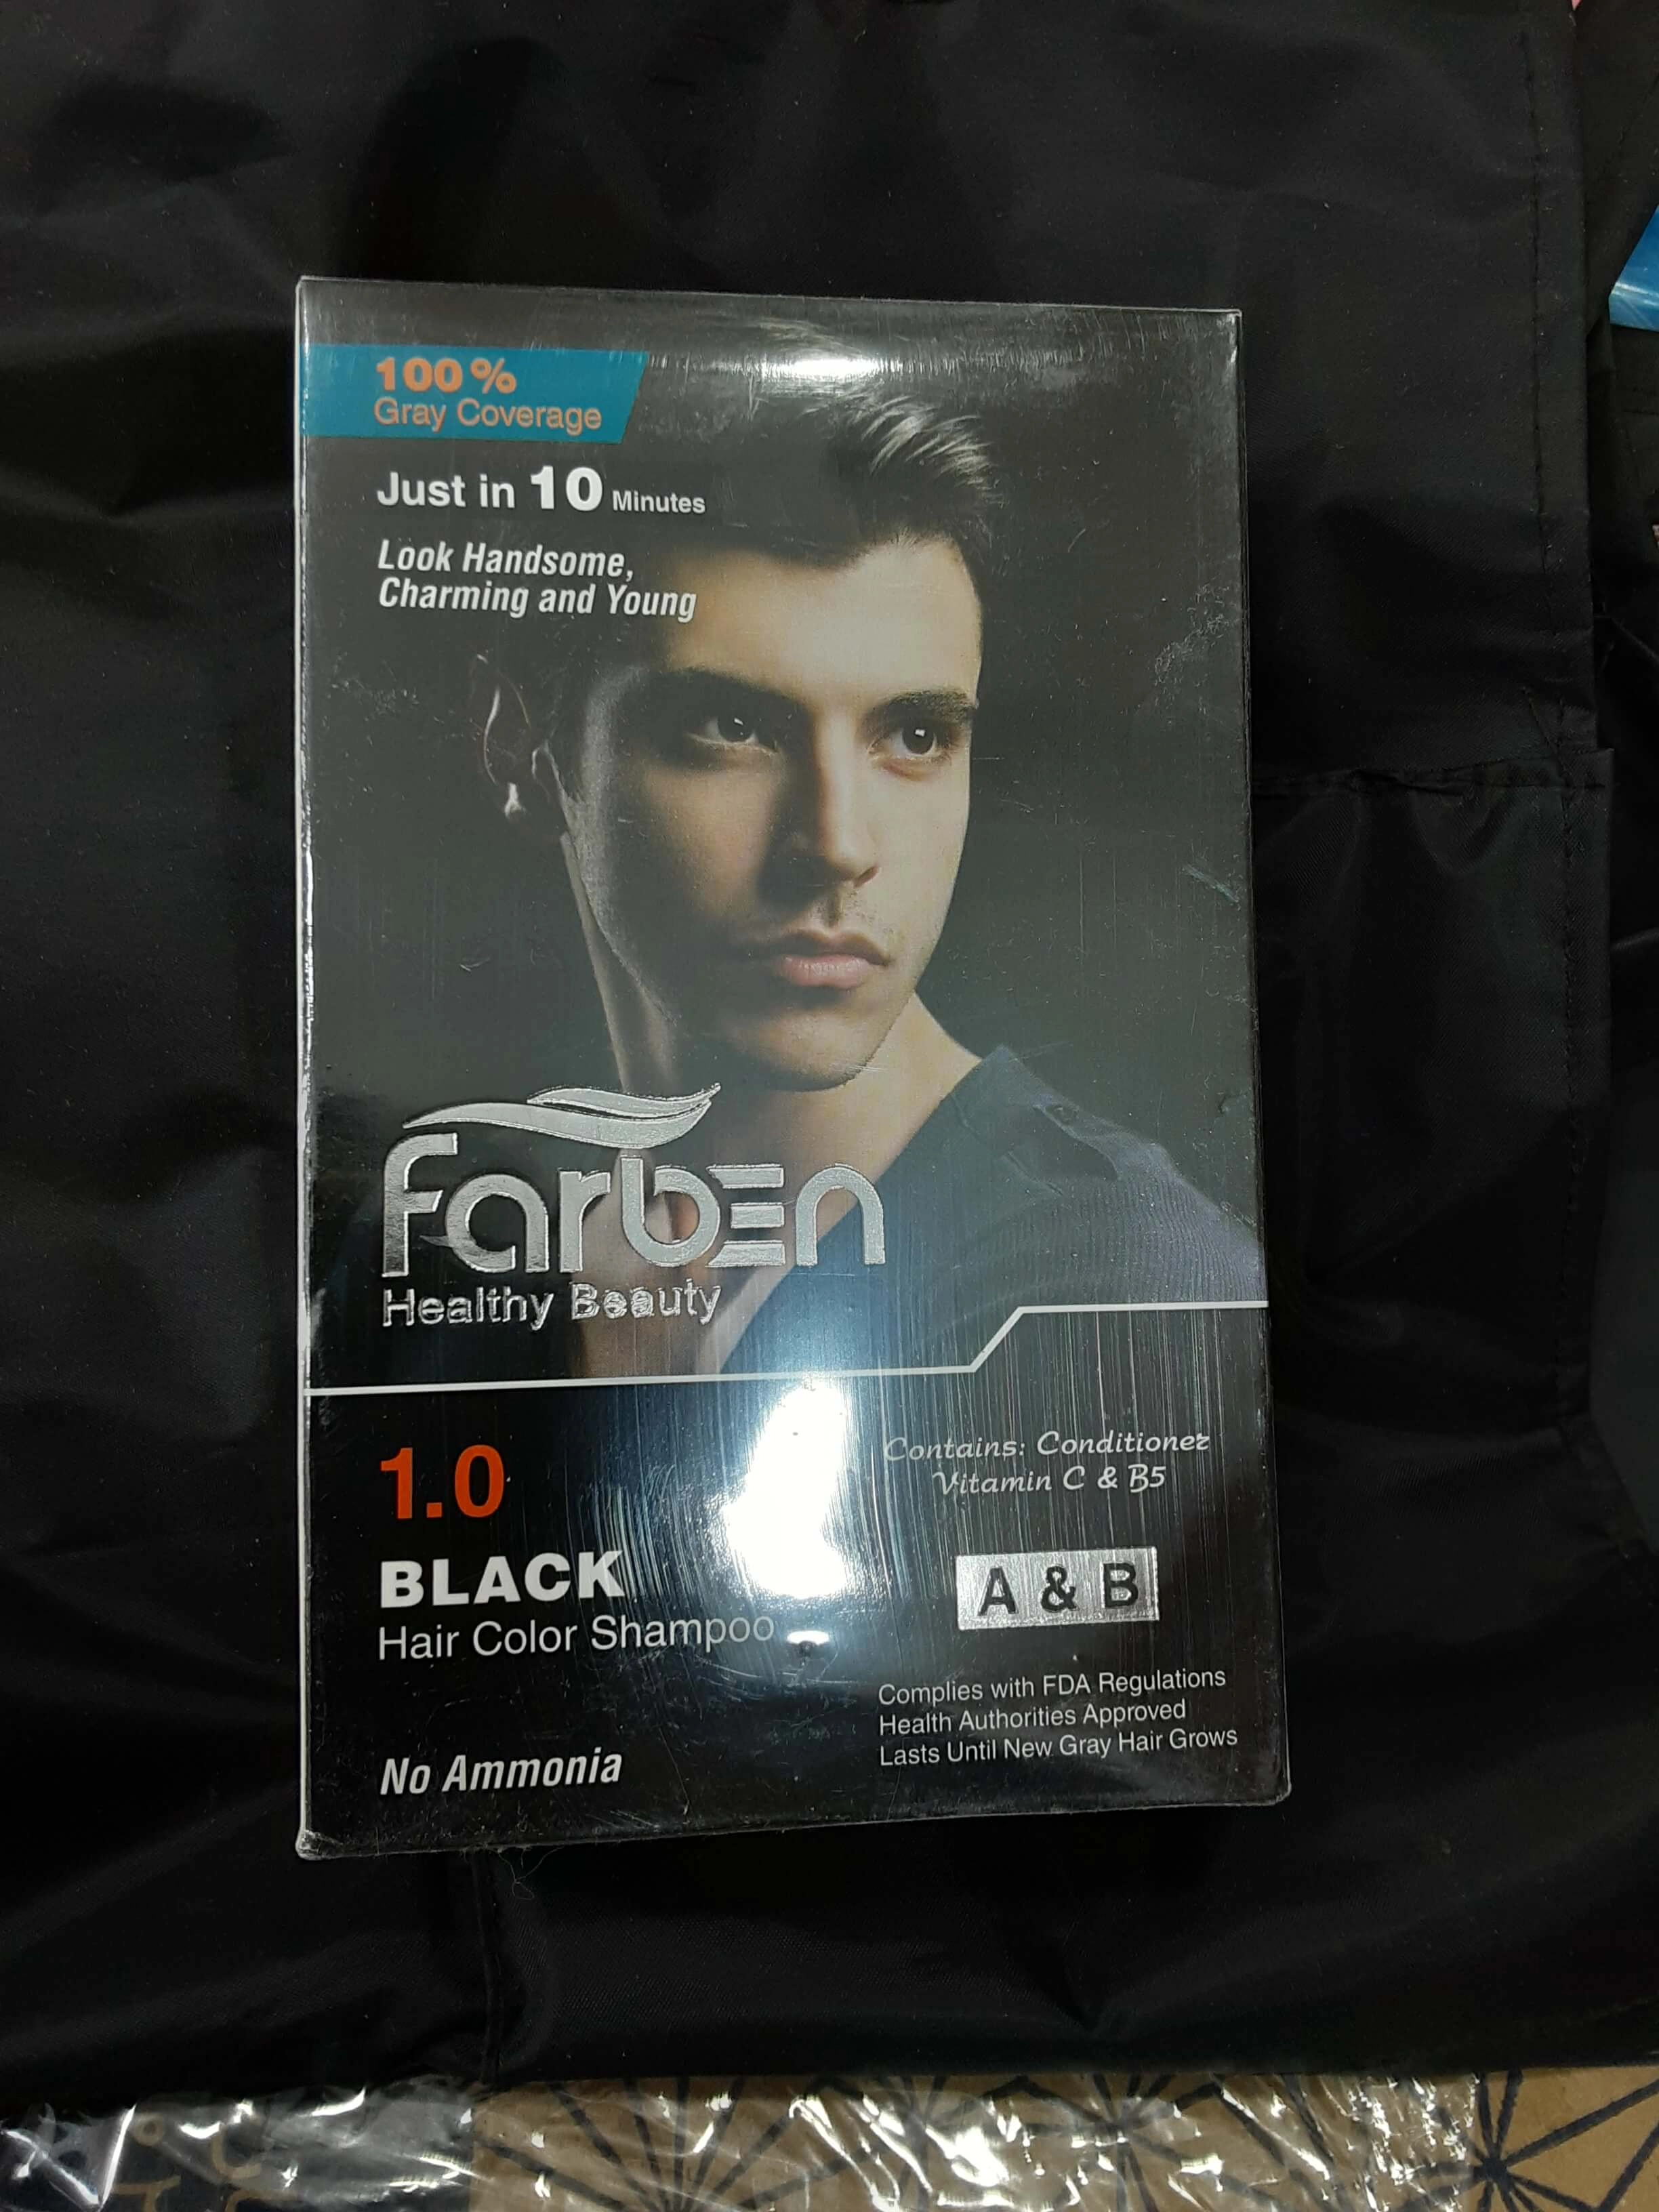 100%
Gray Coverage
Just in 10 Minutes
Look Handsome,
Charming and Young
Farben
Healthy Beauty
1.0
BLACK
Hair Color Shampoo
No Ammonia
Contains: Conditioner
Vitamin C & B5
A & B
Complies with FDA Regulations
Health Authorities Approved
Lasts Until New Gray Hair Grows